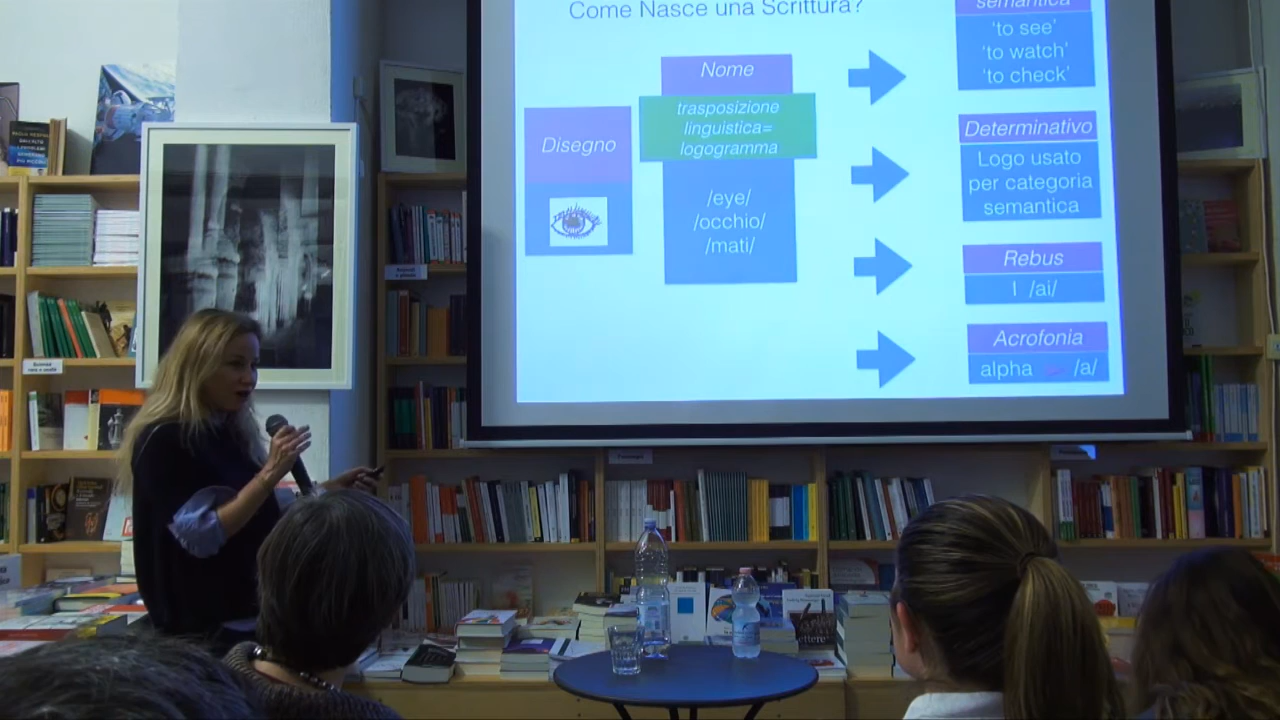 Come Nasce una Scrittura?
semantica
'to see'
'to watch'
'to check'
Nome
trasposizione
linguistica=
logogramma
/eye/
/occhio/
/mati/
Disegno
Determinativo
Logo usato
per categoria
semantica
Rebus
I /ai/
Acrofonia
alpha /a/